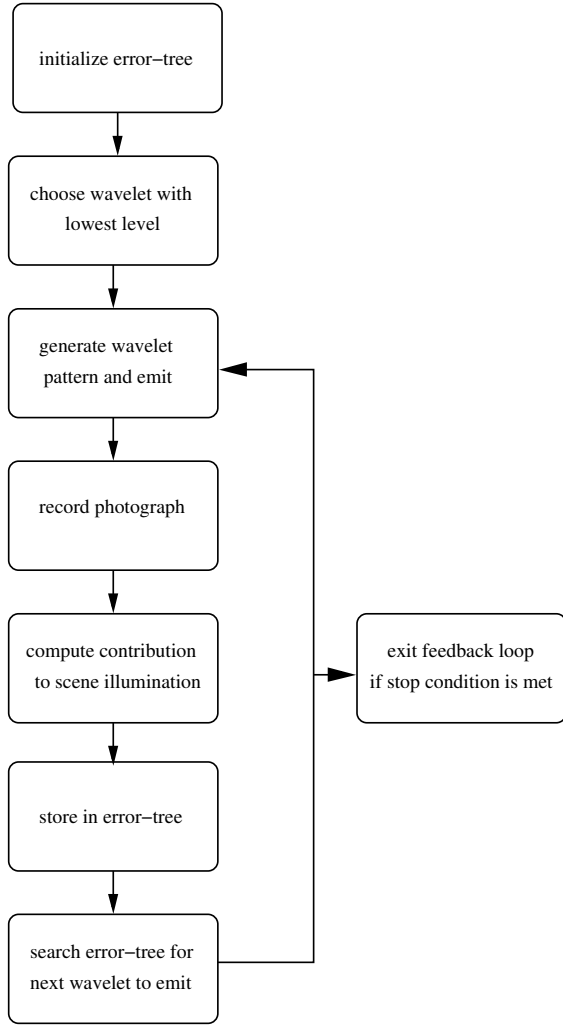 initialize error−tree
choose wavelet with
lowest level
generate wavelet
pattern and emit
record photograph
compute contribution
to scene illumination
exit feedback loop
if stop condition is met
store in error−tree
search error−tree for
next wavelet to emit